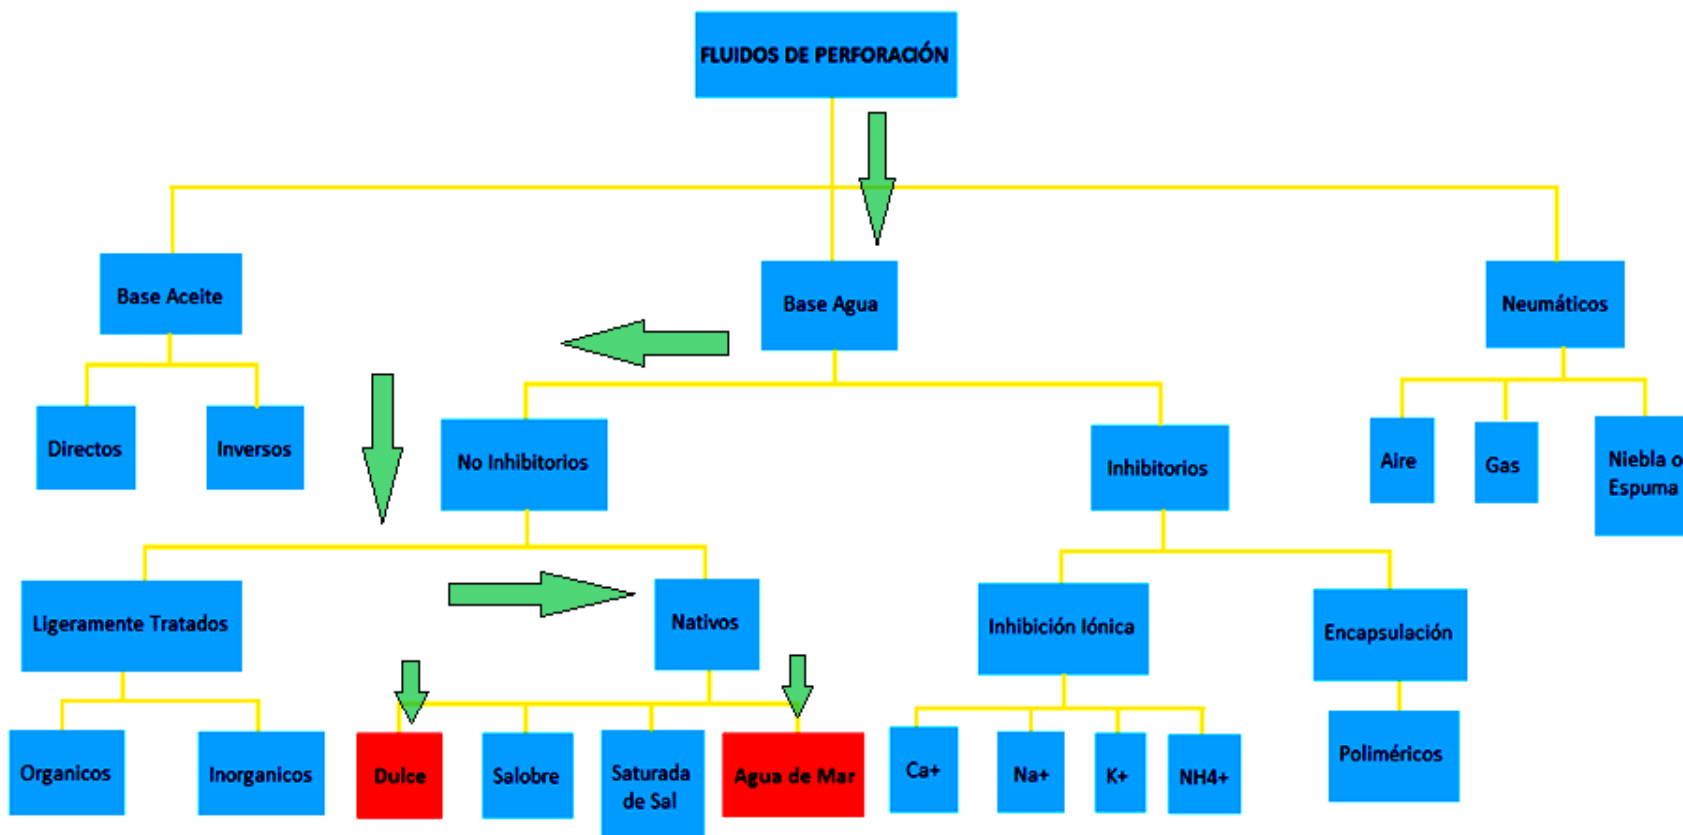 FLUIDOS DE PERFORACIÓN
Base Aceite
Base Agua
Neumáticos
Directos
Inversos
No Inhibitorios
Inhibitorios
Aire
Gas
Niebla o
Espuma
Ligeramente Tratados
Nativos
Inhibición Iónica
Encapsulación
Organicos
Inorganicos
Dulce
Salobre
Saturada
de Sal
Agua de Mar
Ca+
Na+
K+
NH4+
Poliméricos